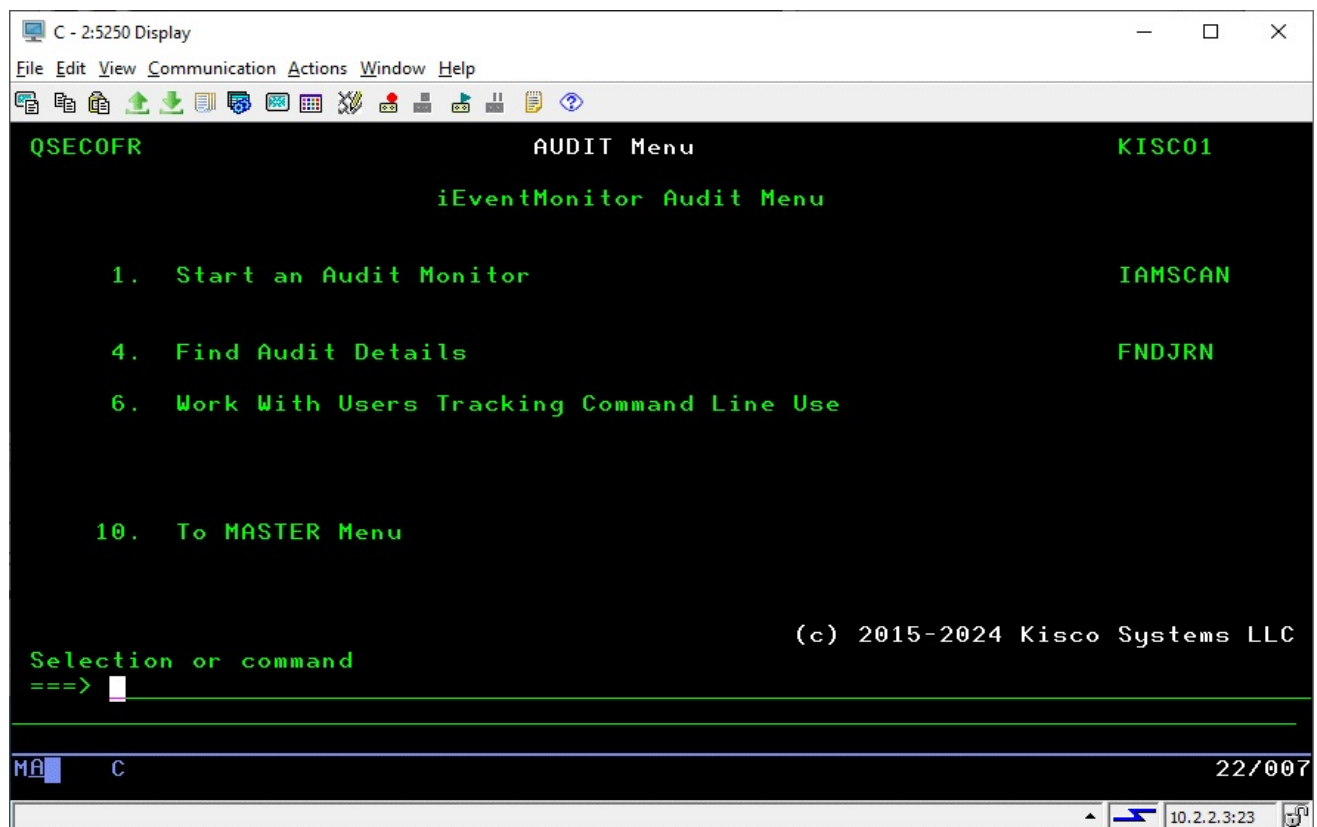 C - 2:5250 Display
File Edit View Communication Actions Window Help
QSECOFR AUDIT Menu KISCO1
iEventMonitor Audit Menu
1. Start an Audit Monitor IAMSCAN
4. Find Audit Details FNDJRN
6. Work With Users Tracking Command Line Use
10. To MASTER Menu
(c) 2015-2024 Kisco Systems LLC
Selection or command
===>
MA C 22/007
10.2.2.3:23